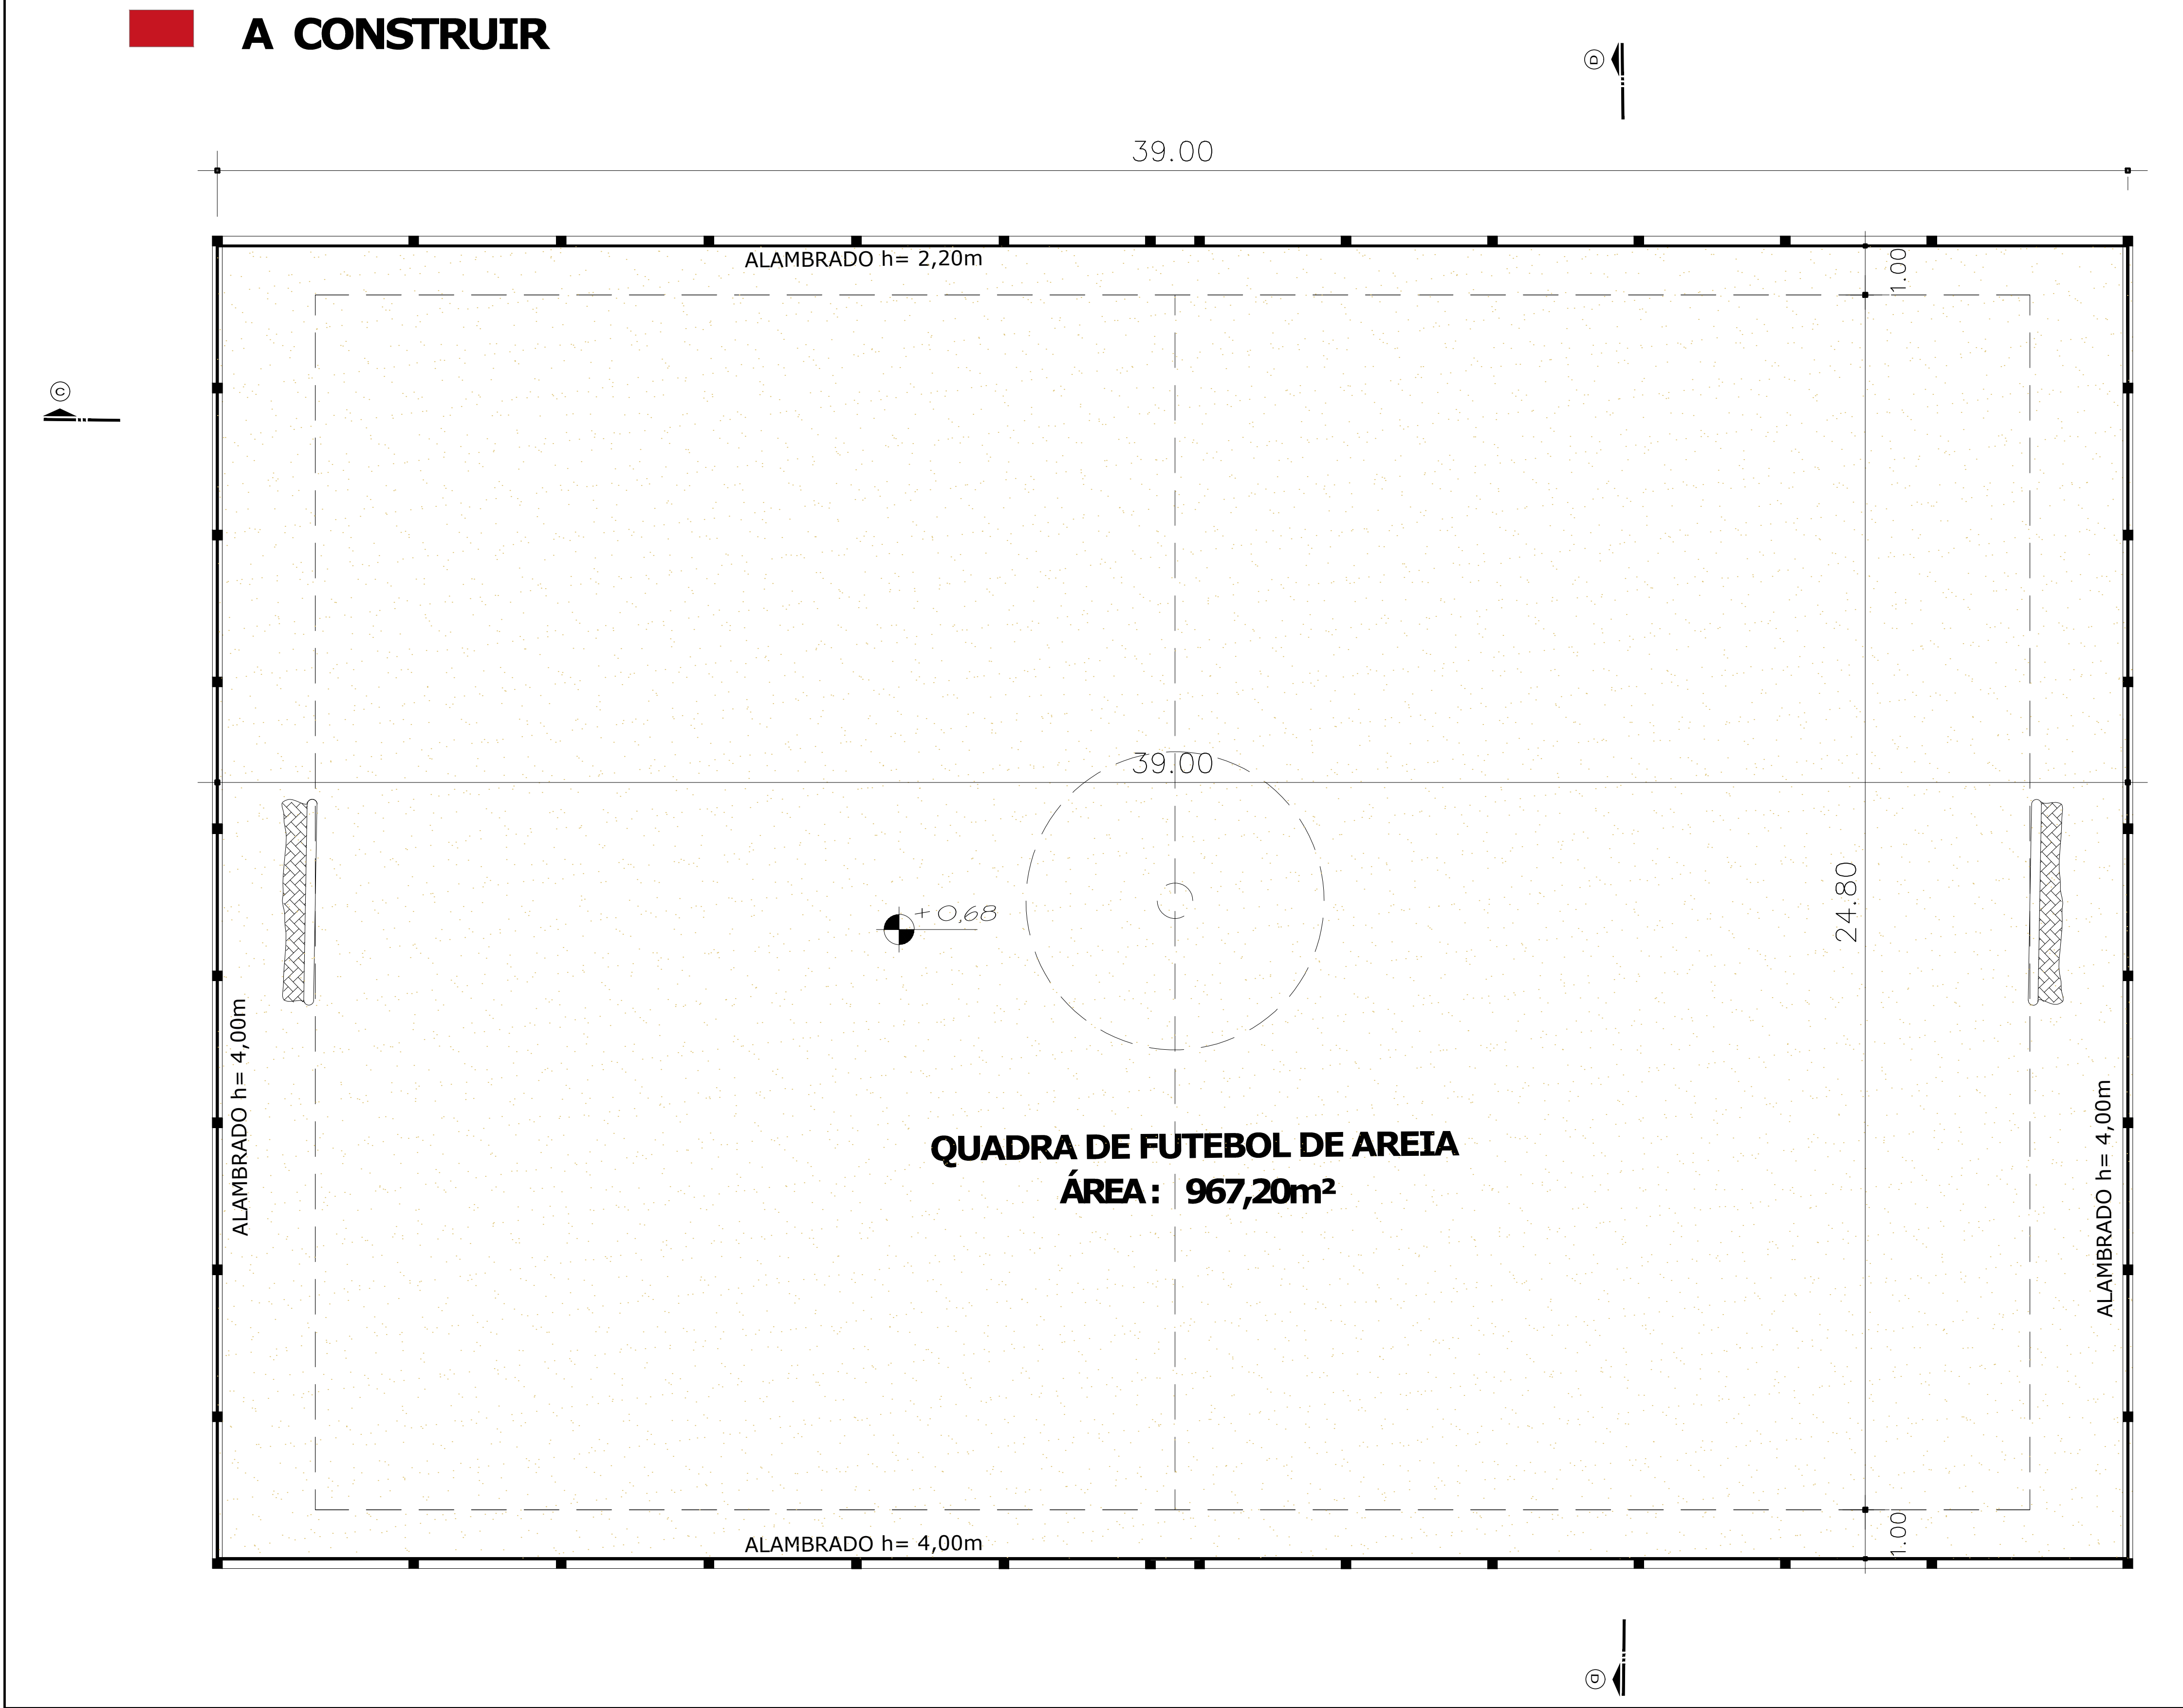 A CONSTRUIR
D
39.00
ALAMBRADO h= 2,20m
1.00
C
39.00
24.80
+ 0,68
ALAMBRADO h= 4,00m
ALAMBRADO h= 4,00m
QUADRA DE FUTEBOL DE AREIA
ÁREA: 967,20m²
ALAMBRADO h= 4,00m
1.00
D